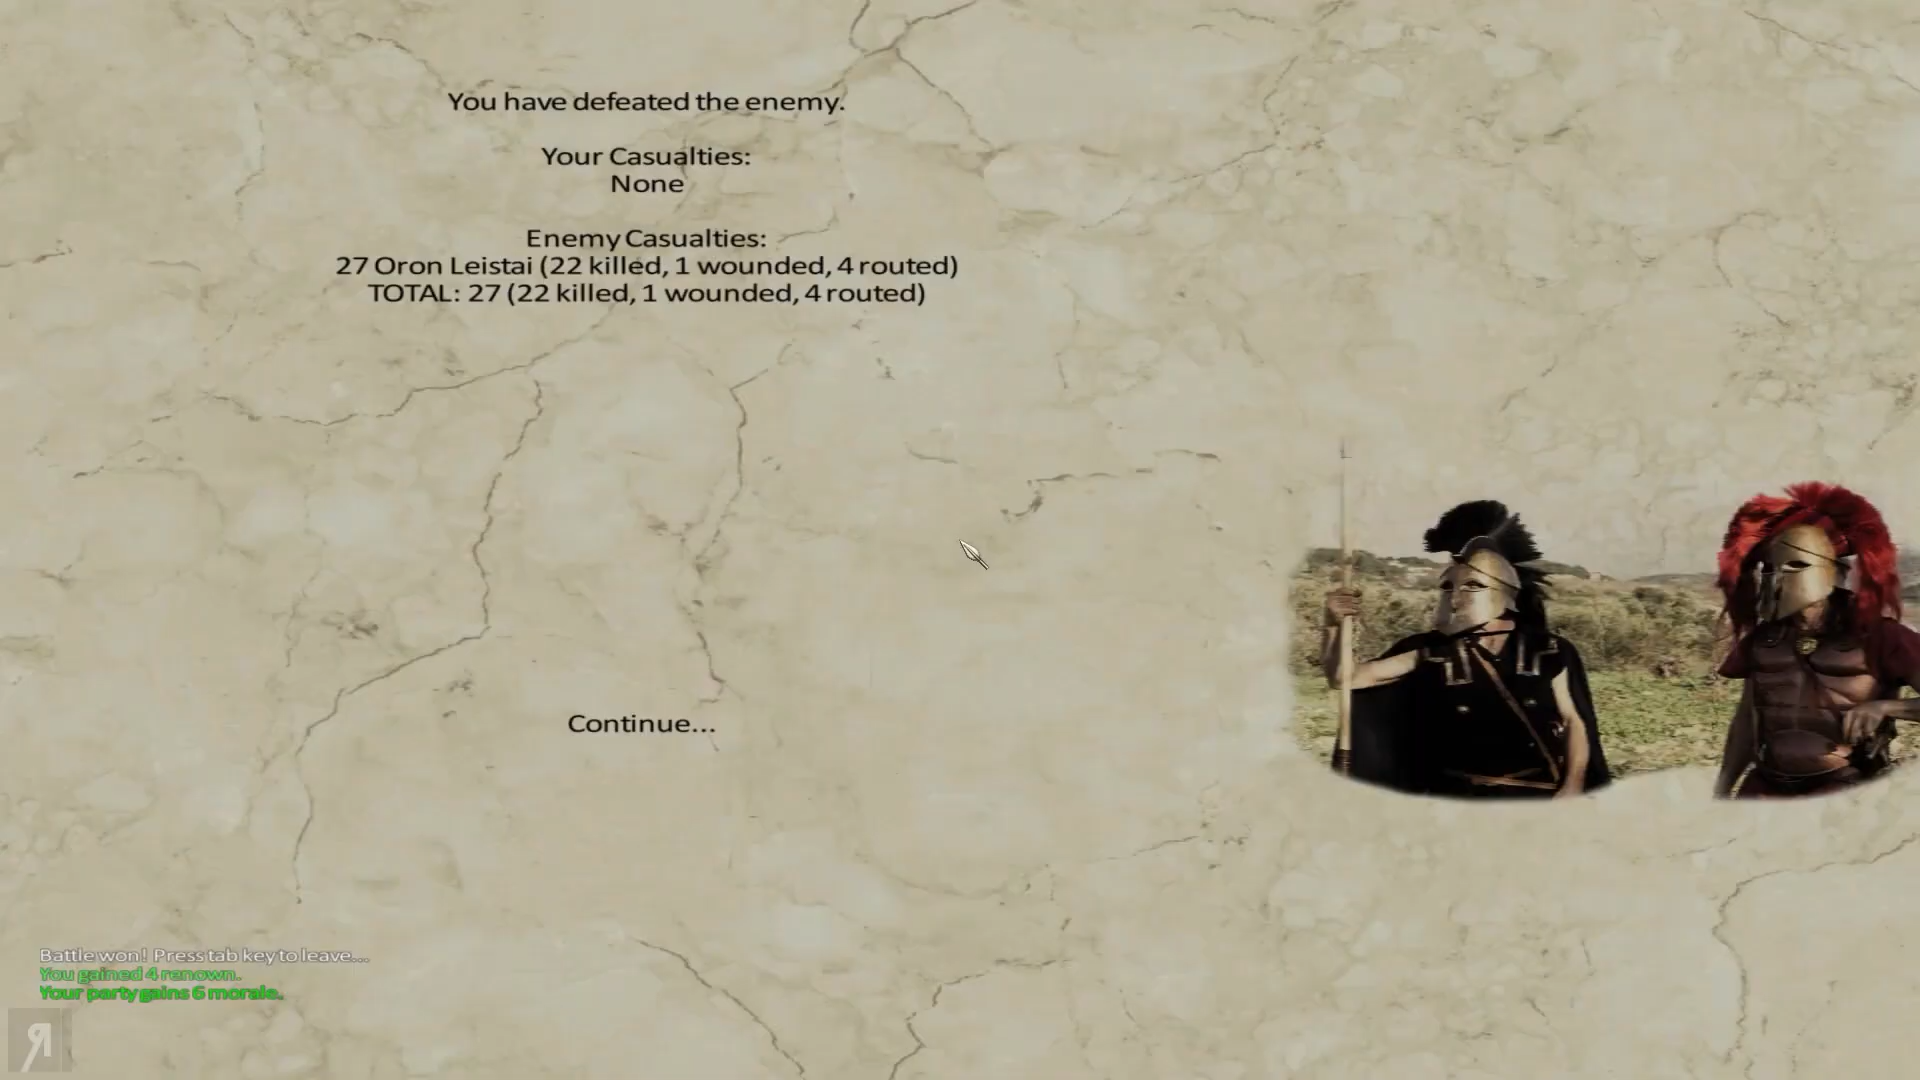 You have defeated the enemy.
Your Casualties:
None
Enemy Casualties:
27 Oron Leistai (22 killed, 1 wounded, 4 routed)
TOTAL: 27 (22 killed, 1 wounded, 4 routed)
Continue...
Battle won! Press tab key to leave...
You gained 4 renown.
Your party gains 6 morale.